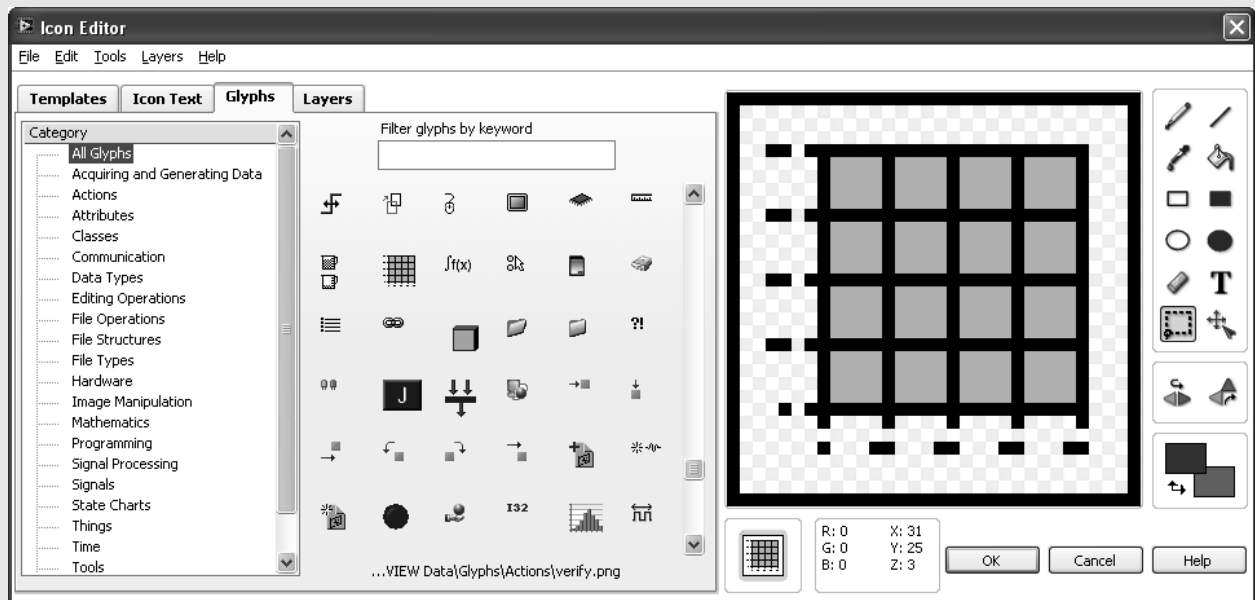 Icon Editor
File Edit Tools Layers Help
Templates Icon Text Glyphs Layers
Category
All Glyphs
Acquiring and Generating Data
Actions
Attributes
Classes
Communication
Data Types
Editing Operations
File Operations
File Structures
File Types
Hardware
Image Manipulation
Mathematics
Programming
Signal Processing
Signals
State Charts
Things
Time
Tools
Filter glyphs by keyword
∫f(x)
?!
J
I32
...VIEW Data\Glyphs\Actions\verify.png
T
R: 0 X: 31
G: 0 Y: 25
B: 0 Z: 3
OK Cancel Help